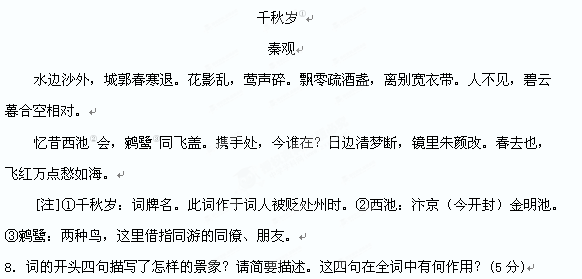 千秋岁①
秦观
水边沙外，城郭春寒退。花影乱，莺声碎。飘零疏酒盏，离别宽衣带。人不见，碧云
暮合空相对。
忆昔西池②会，鹓鹭③同飞盖。携手处，今谁在？日边清梦断，镜里朱颜改。春去也，
飞红万点愁如海。
[注]①千秋岁：词牌名。此词作于词人被贬处州时。②西池：汴京（今开封）金明池。
③鹓鹭：两种鸟，这里借指同游的同僚、朋友。
8．词的开头四句描写了怎样的景象？请简要描述。这四句在全词中有何作用？(5 分)